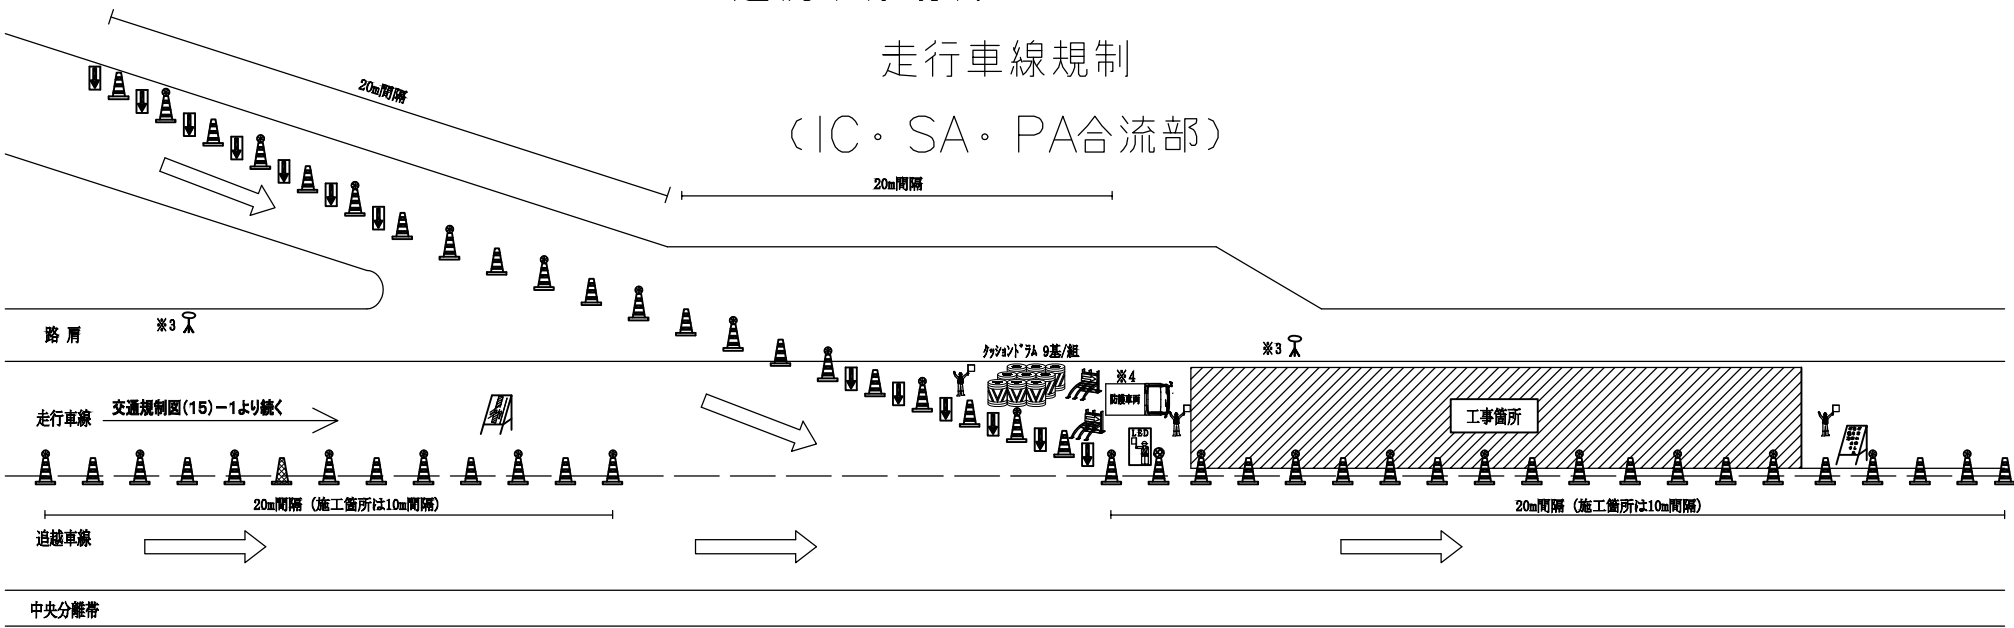 走行車線規制
(IC・SA・PA合流部)
20m間隔
20m間隔
路肩
※3
クッションドラム 9基/組
※3
※4
防護車両
走行車線
交通規制図(15)-1より続く
LED
工事箇所
20m間隔 (施工箇所は10m間隔)
20m間隔 (施工箇所は10m間隔)
追越車線
中央分離帯